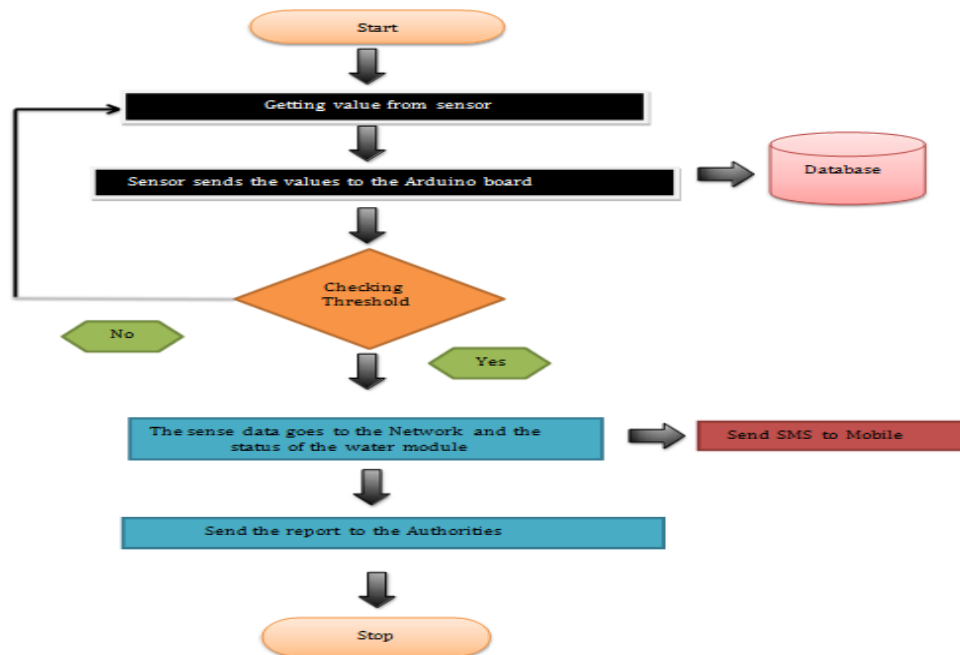 Start
Getting value from sensor
Sensor sends the values to the Arduino board
Database
Checking
Threshold
No
Yes
The sense data goes to the Network and the
status of the water module
Send SMS to Mobile
Send the report to the Authorities
Stop